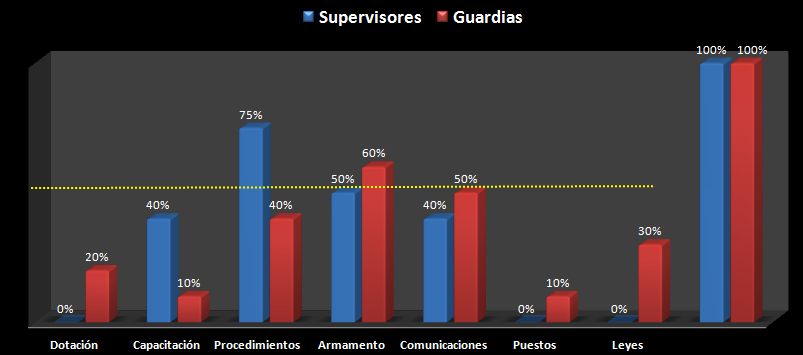 Supervisores Guardias
100% 100%
75%
60%
50% 50%
40% 40% 40%
30%
20%
10% 10%
0% 0% 0%
Dotación Capacitación Procedimientos Armamento Comunicaciones Puestos Leyes